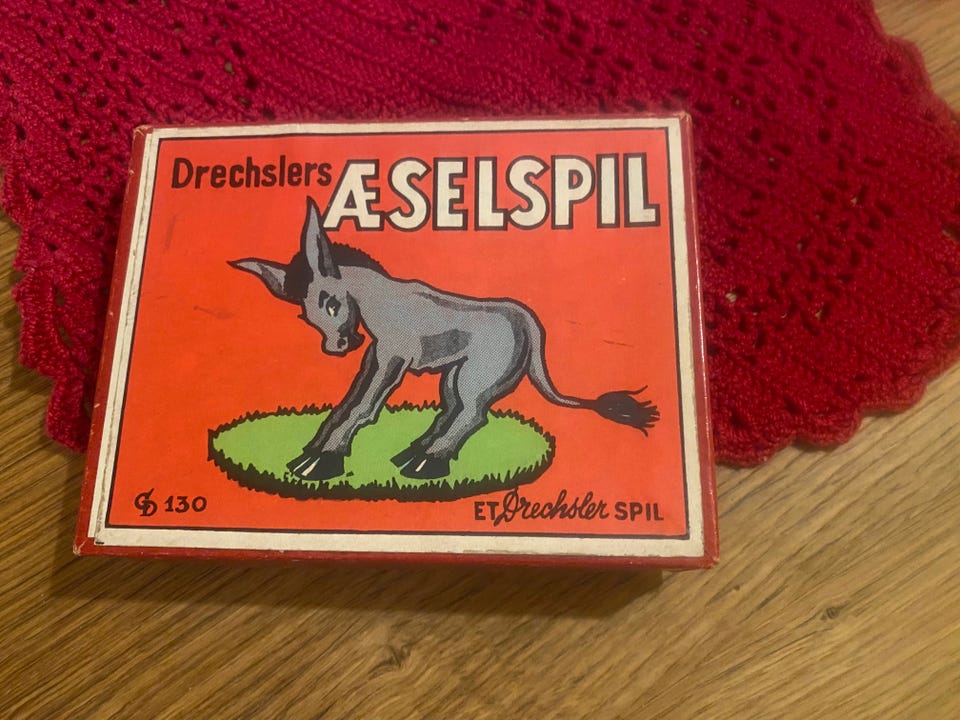 Drechslers ÆSELSPIL
GD 130
ET Drechsler SPIL